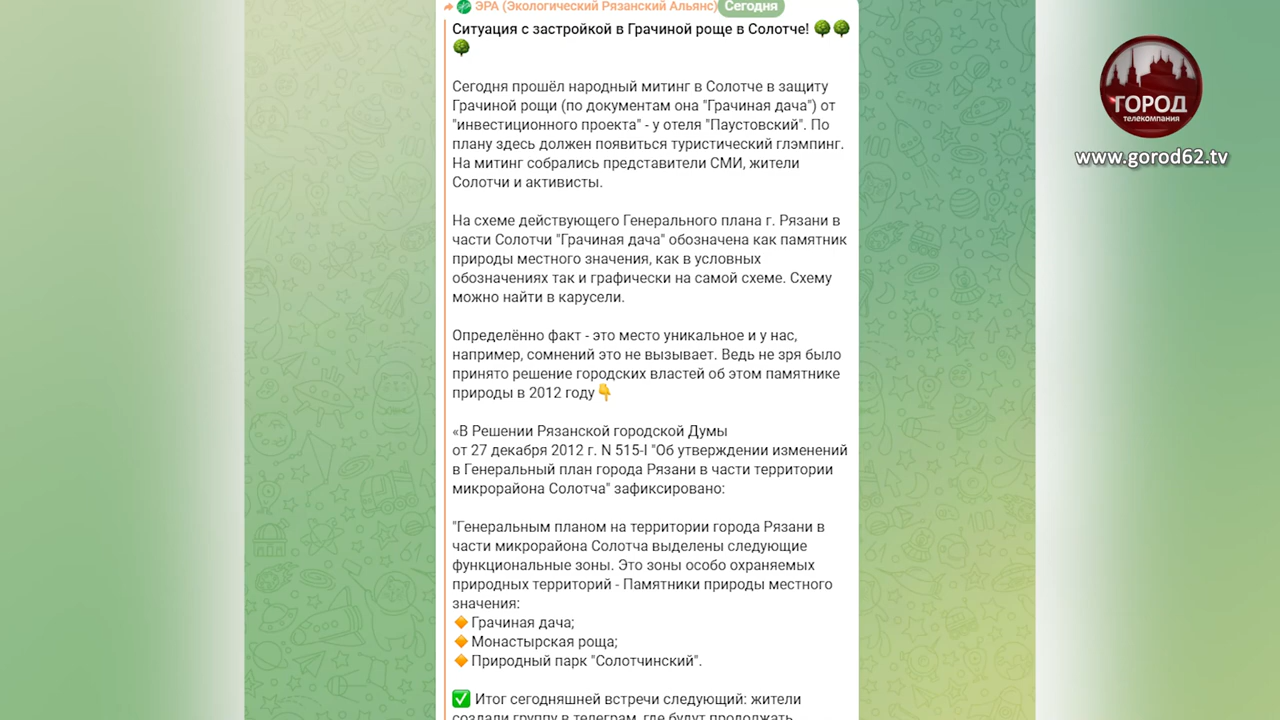 ЭРА (Экологический Рязанский Альянс)
Сегодня
Ситуация с застройкой в Грачиной роще в Солотче! 🌳🌳
🌳
Сегодня прошёл народный митинг в Солотче в защиту
Грачиной рощи (по документам она "Грачиная дача") от
"инвестиционного проекта" - у отеля "Паустовский". По
плану здесь должен появиться туристический глэмпинг.
На митинг собрались представители СМИ, жители
Солотчи и активисты.
На схеме действующего Генерального плана г. Рязани в
части Солотчи "Грачиная дача" обозначена как памятник
природы местного значения, как в условных
обозначениях так и графически на самой схеме. Схему
можно найти в карусели.
Определённо факт - это место уникальное и у нас,
например, сомнений это не вызывает. Ведь не зря было
принято решение городских властей об этом памятнике
природы в 2012 году👇
«В Решении Рязанской городской Думы
от 27 декабря 2012 г. N 515-I "Об утверждении изменений
в Генеральный план города Рязани в части территории
микрорайона Солотча" зафиксировано:
"Генеральным планом на территории города Рязани в
части микрорайона Солотча выделены следующие
функциональные зоны. Это зоны особо охраняемых
природных территорий - Памятники природы местного
значения:
🔸Грачиная дача;
🔸Монастырская роща;
🔸Природный парк "Солотчинский".
✅ Итог сегодняшней встречи следующий: жители
создали группу в телеграм, где будут продолжать
ГОРОД
телекомпания
www.gorod62.tv